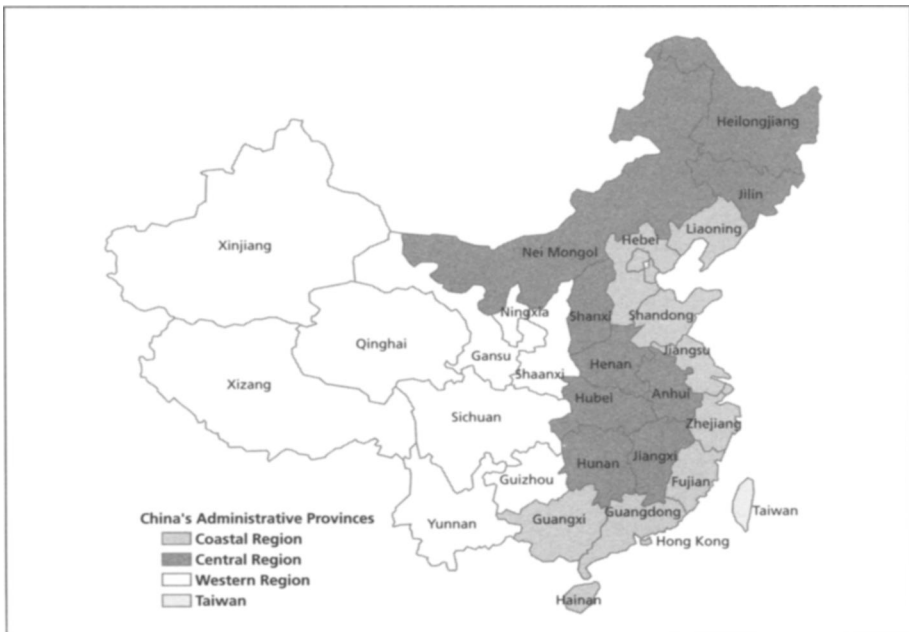 Heilongjiang
Jilin
Liaoning
Hebei
Nei Mongol
Xinjiang
Ningxia
Shanxi
Shandong
Qinghai
Gansu
Jiangsu
Henan
Shaanxi
Xizang
Anhui
Hubei
Sichuan
Zhejiang
Hunan
Jiangxi
Guizhou
Fujian
Taiwan
Guangdong
Guangxi
Yunnan
Hong Kong
Hainan
China's Administrative Provinces
Coastal Region
Central Region
Western Region
Taiwan